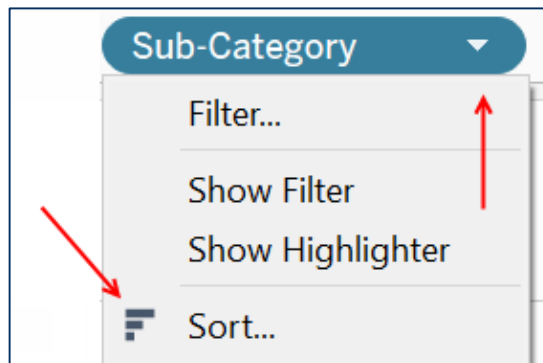 Sub-Category
Filter...
Show Filter
Show Highlighter
Sort...